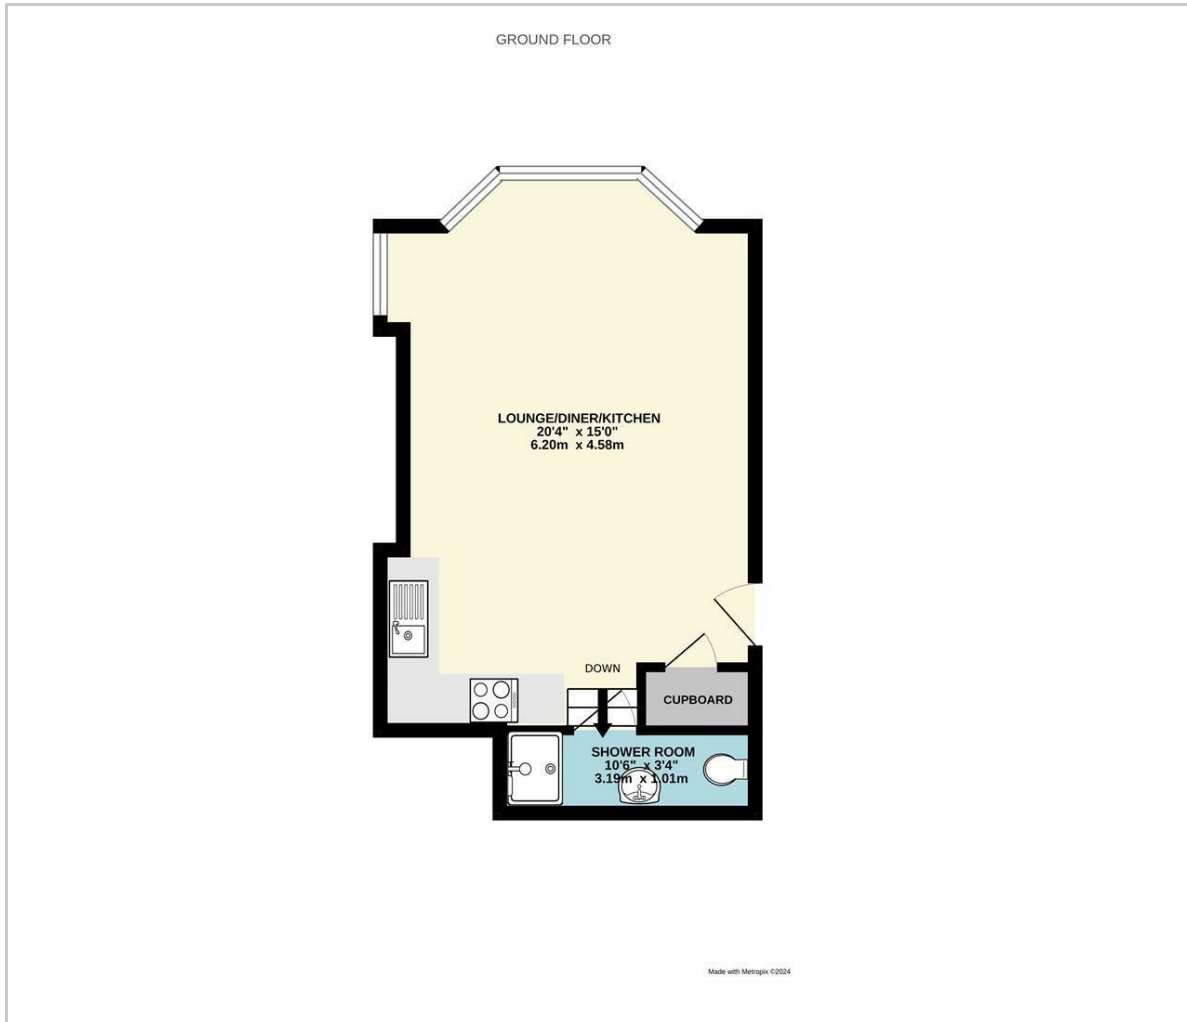 GROUND FLOOR
LOUNGE/DINER/KITCHEN
20'4" x 15'0"
6.20m x 4.58m
DOWN
CUPBOARD
SHOWER ROOM
10'6" x 3'4"
3.19m x 1.01m
Made with Metropix ©2024